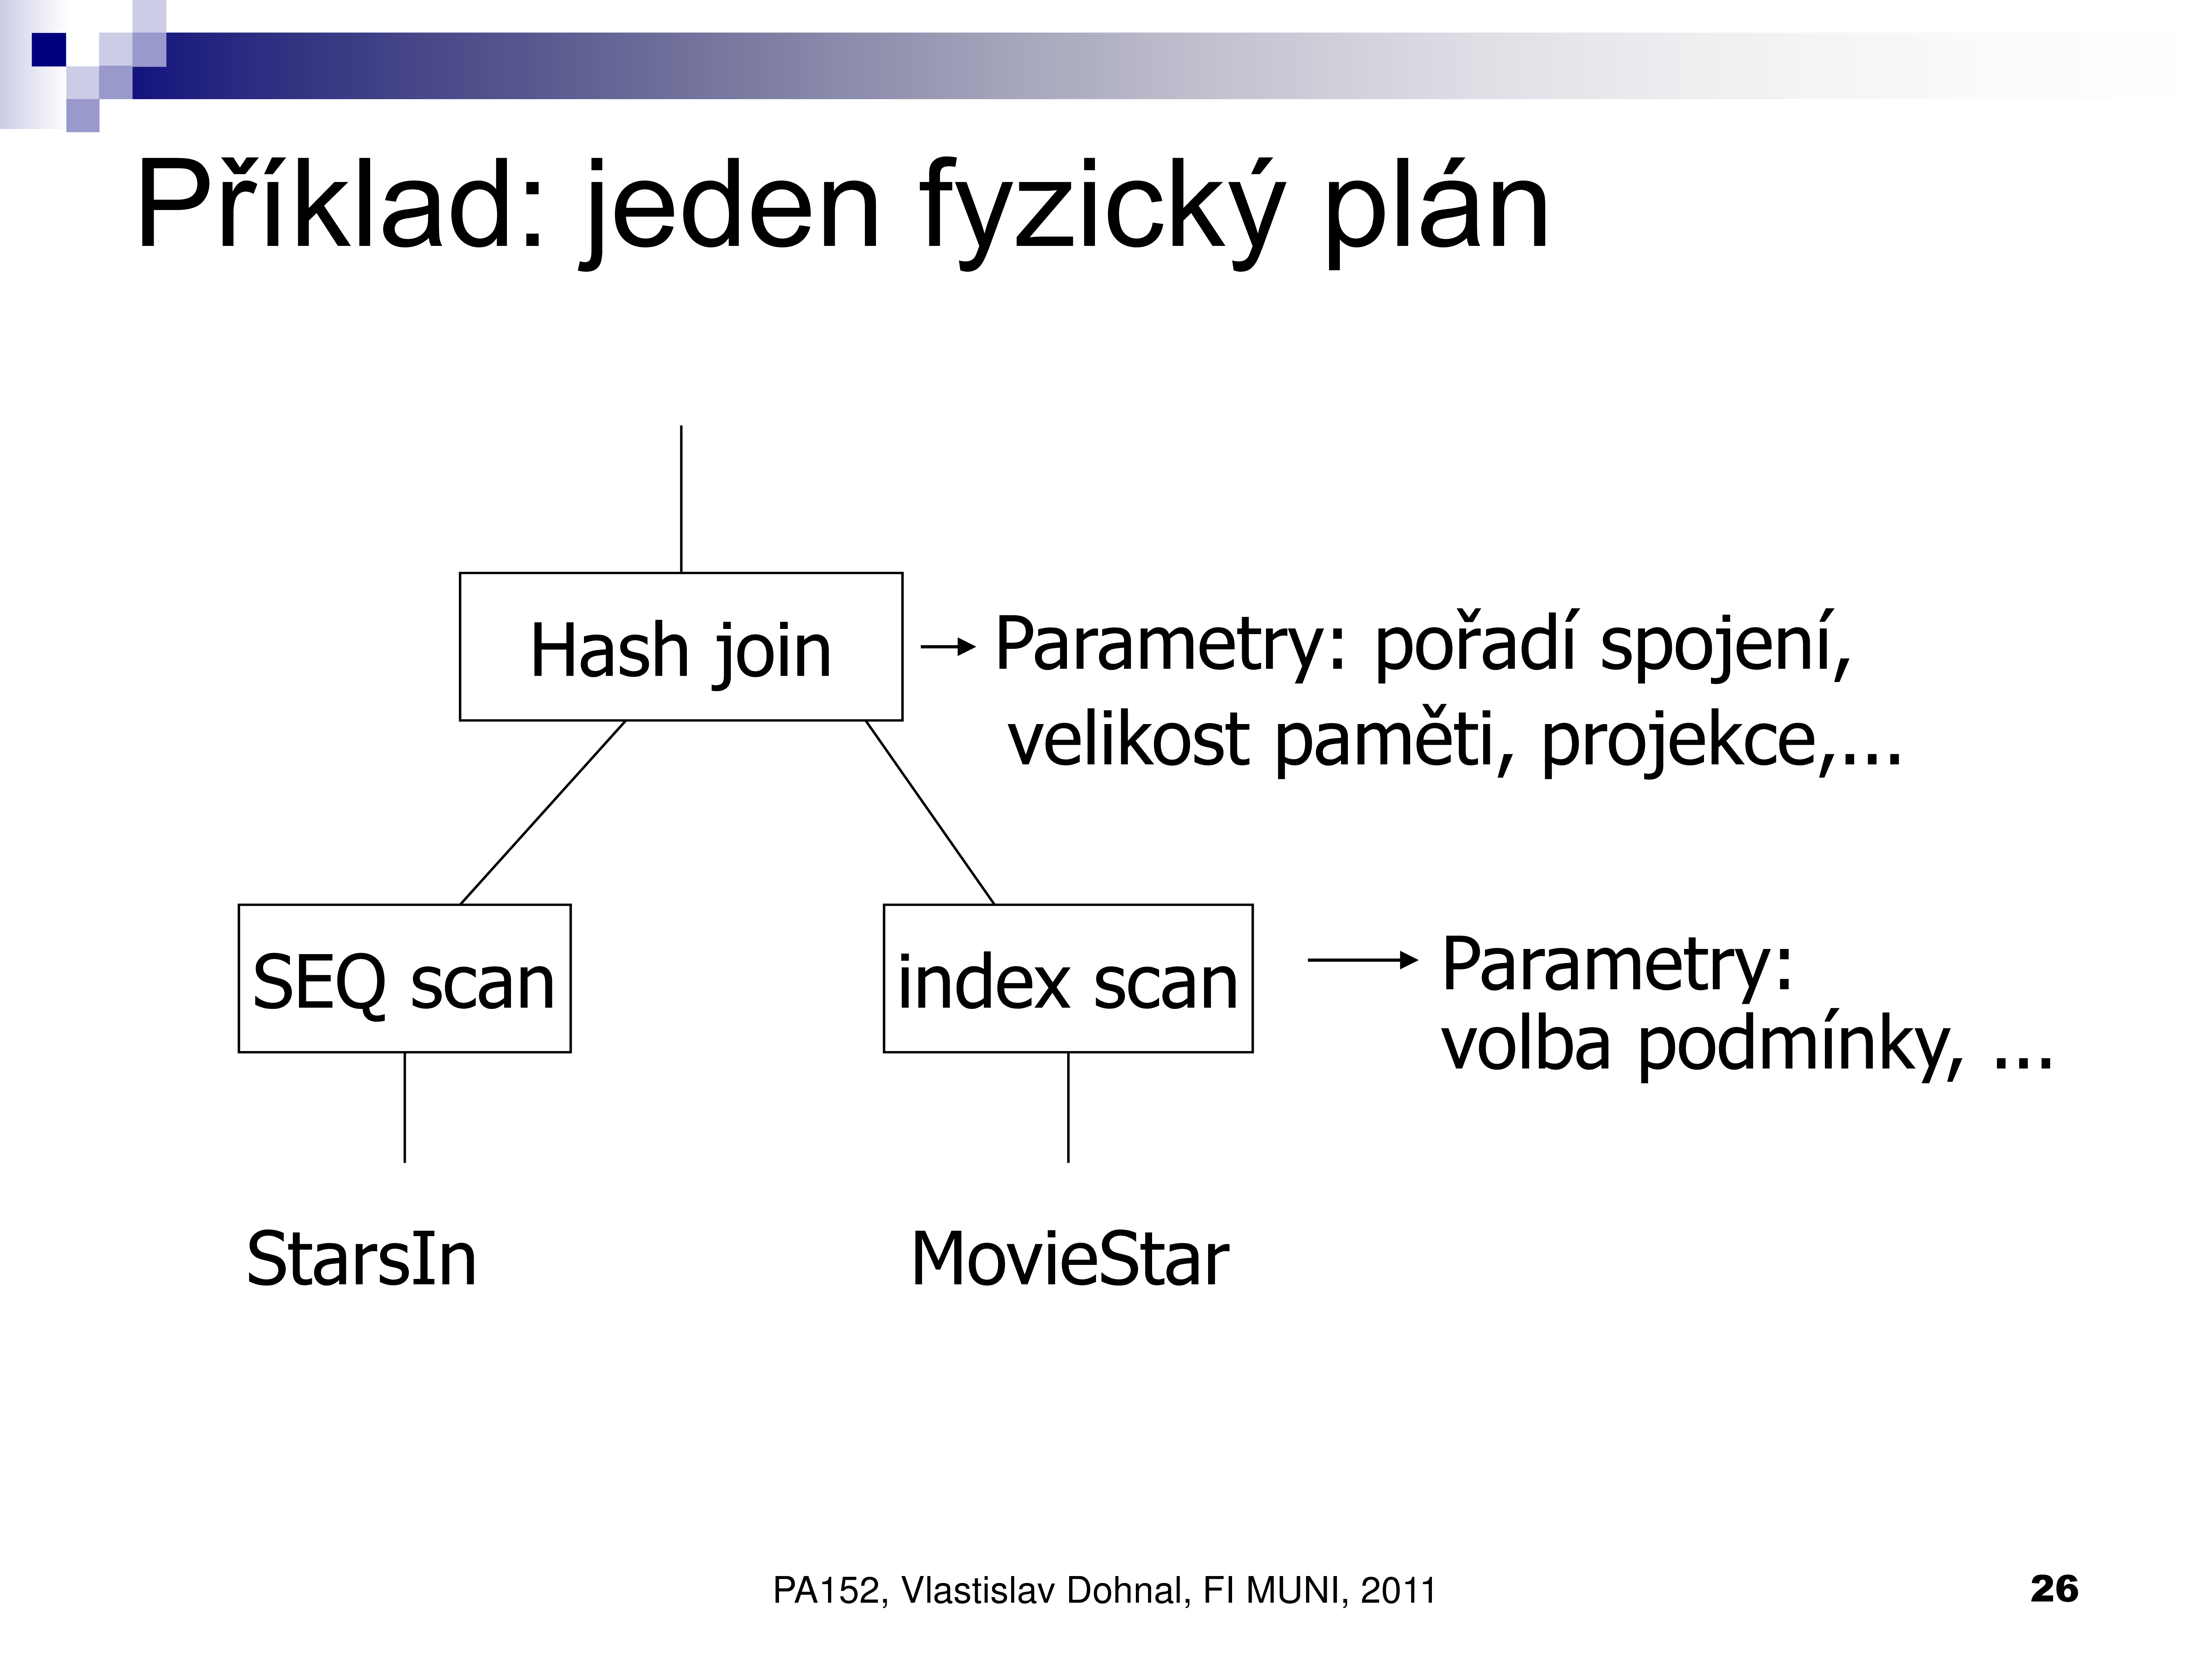 Příklad: jeden fyzický plán
Hash join
Parametry: pořadí spojení,
velikost paměti, projekce,...
SEQ scan
index scan
Parametry:
volba podmínky, ...
StarsIn
MovieStar
PA152, Vlastislav Dohnal, FI MUNI, 2011
26